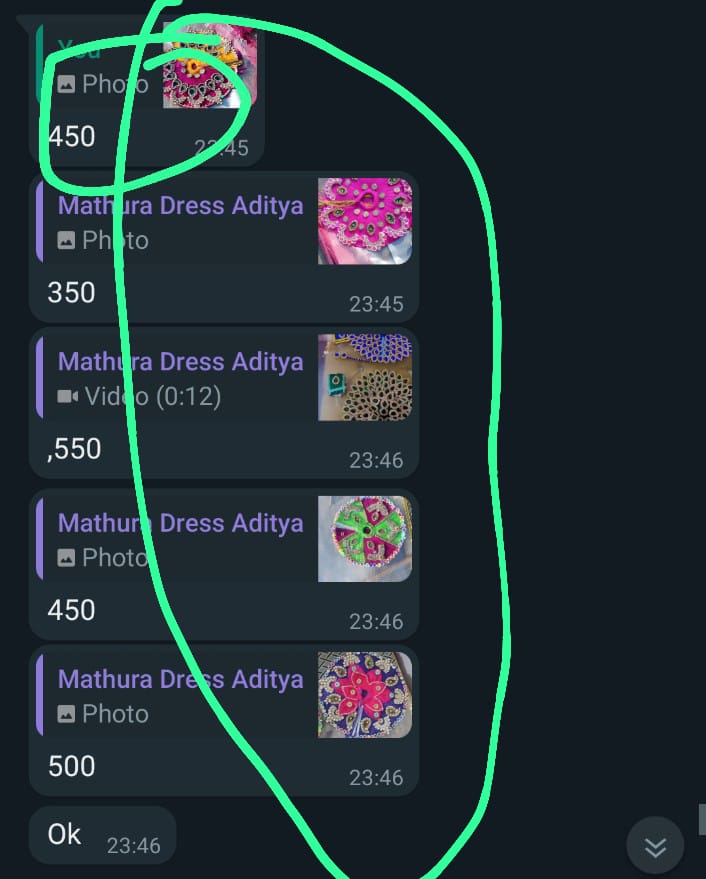 You
Photo
450
23:45
Mathura Dress Aditya
Photo
350
23:45
Mathura Dress Aditya
Video (0:12)
,550
23:46
Mathura Dress Aditya
Photo
450
23:46
Mathura Dress Aditya
Photo
500
23:46
Ok
23:46